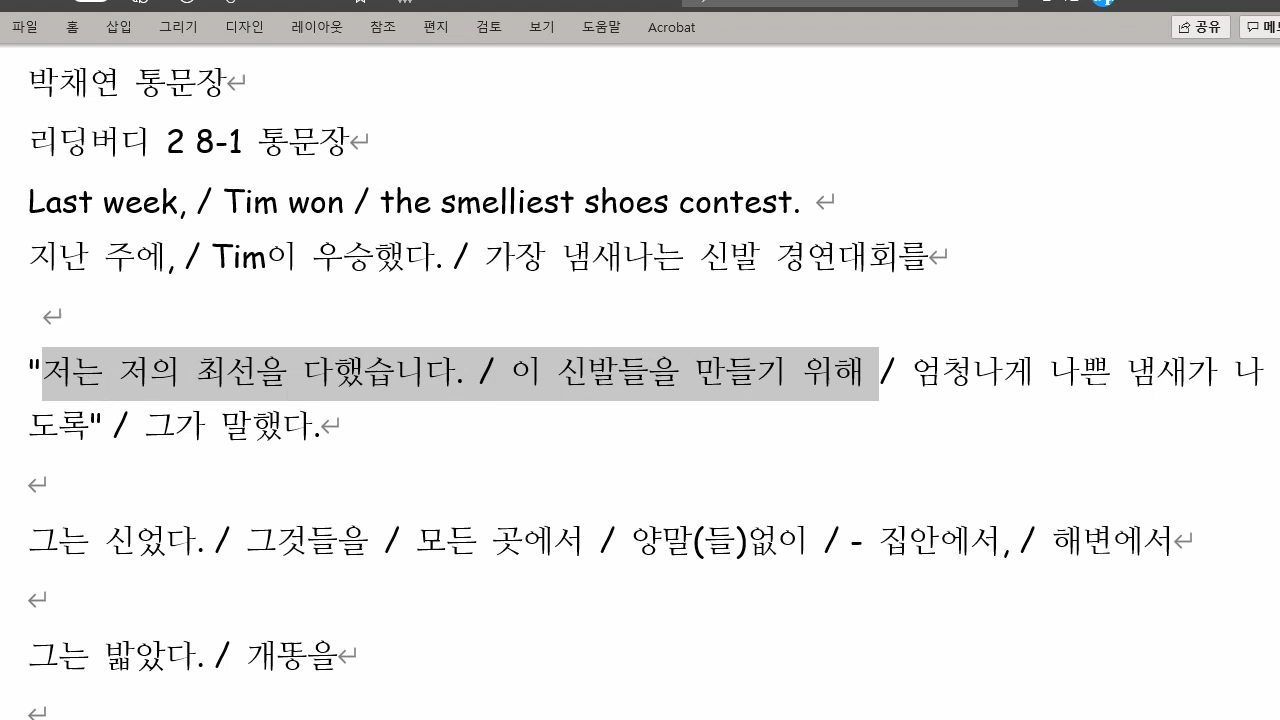 파일 홈 삽입 그리기 디자인 레이아웃 참조 편지 검토 보기 도움말 Acrobat 공유
박채연 통문장
리딩버디 2 8-1 통문장
Last week, / Tim won / the smelliest shoes contest.
지난 주에, / Tim이 우승했다. / 가장 냄새나는 신발 경연대회를
"저는 저의 최선을 다했습니다. / 이 신발들을 만들기 위해 / 엄청나게 나쁜 냄새가 나
도록" / 그가 말했다.
그는 신었다. / 그것들을 / 모든 곳에서 / 양말(들)없이 / - 집안에서, / 해변에서
그는 밟았다. / 개똥을